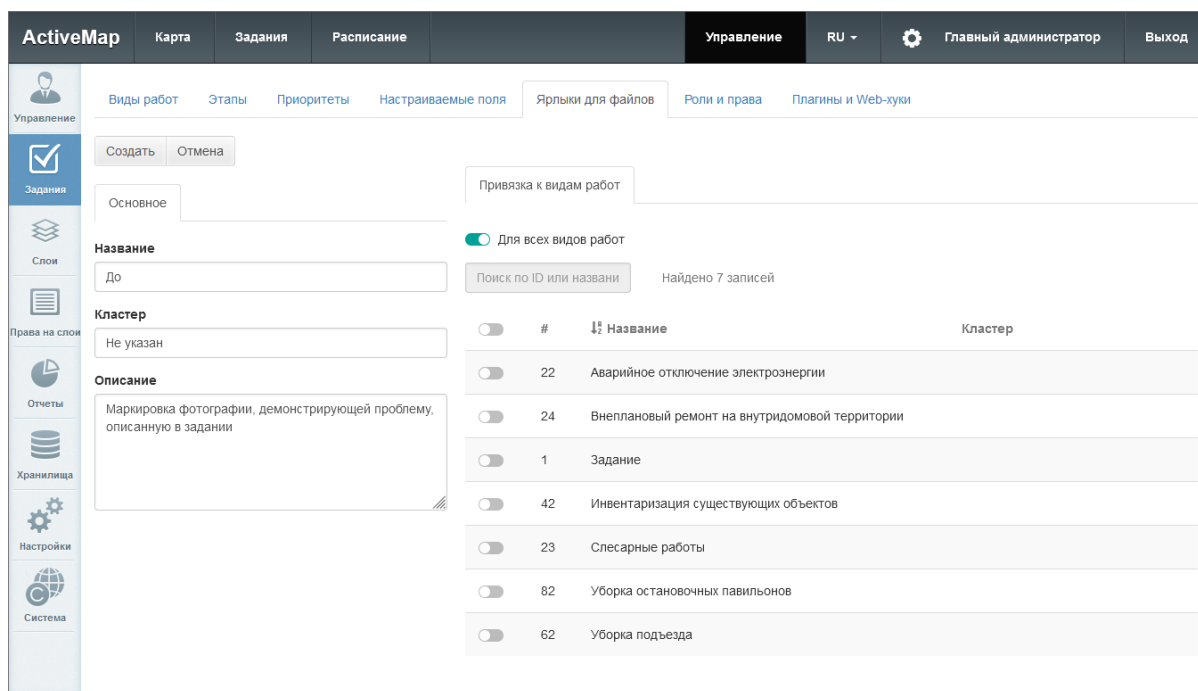 ActiveMap Карта Задания Расписание Управление RU Главный администратор Выход
Управление
Задания
Слои
Права на слои
Отчеты
Хранилища
Настройки
Система
Виды работ Этапы Приоритеты Настраиваемые поля Ярлыки для файлов Роли и права Плагины и Web-хуки
Создать Отмена
Основное
Название
До
Кластер
Не указан
Описание
Маркировка фотографии, демонстрирующей проблему,
описанную в задании
Привязка к видам работ
Для всех видов работ
Поиск по ID или названи Найдено 7 записей
# Название Кластер
22 Аварийное отключение электроэнергии
24 Внеплановый ремонт на внутридомовой территории
1 Задание
42 Инвентаризация существующих объектов
23 Слесарные работы
82 Уборка остановочных павильонов
62 Уборка подъезда